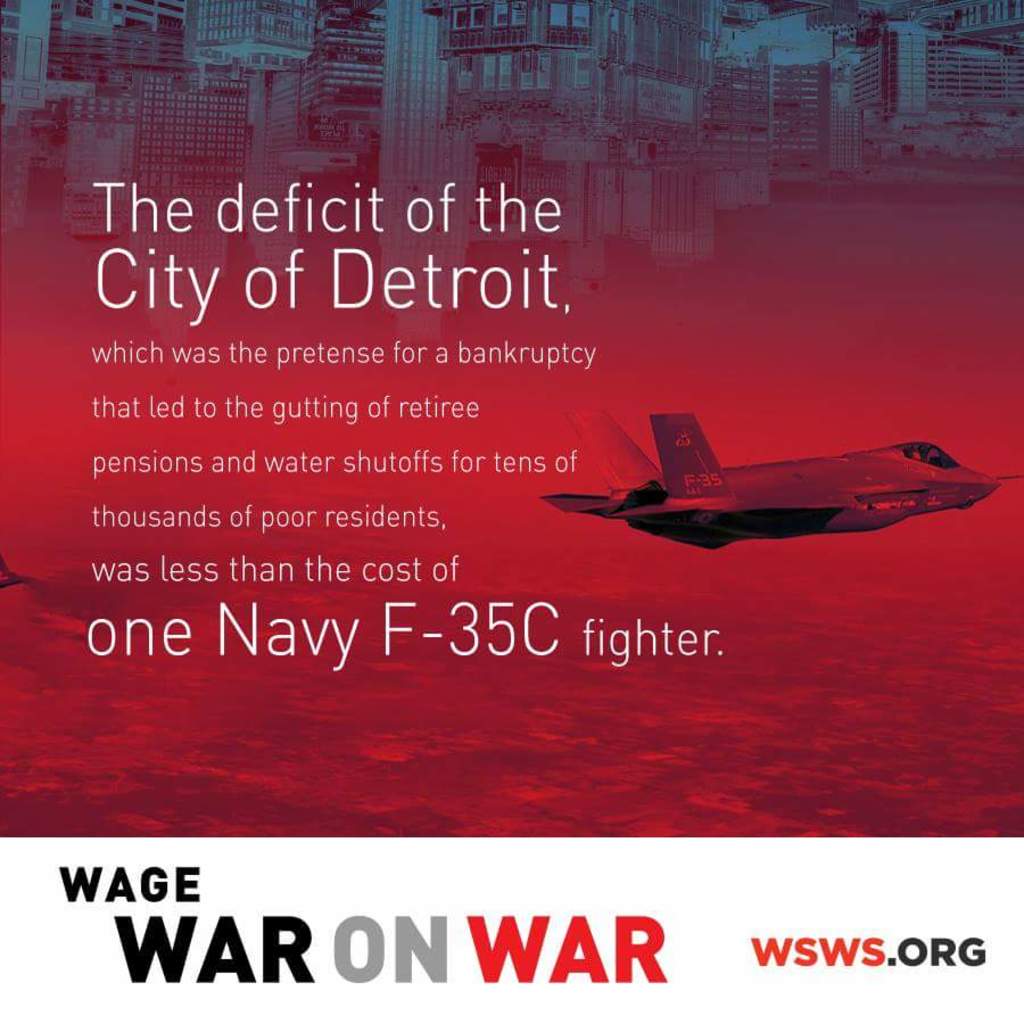 The deficit of the
City of Detroit,
which was the pretense for a bankruptcy
that led to the gutting of retiree
pensions and water shutoffs for tens of
thousands of poor residents,
was less than the cost of
one Navy F-35C fighter.
F-35
WAGE
WAR ON WAR
WSWS.ORG